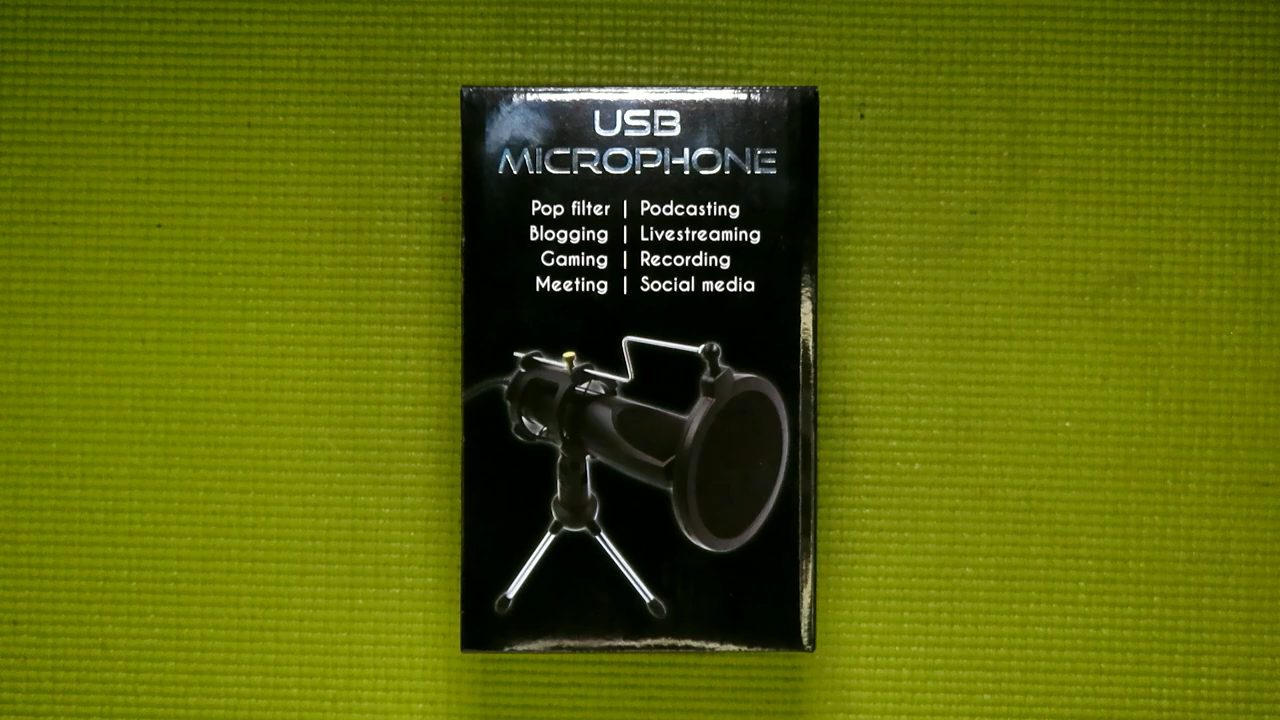 USB
MICROPHONE
Pop filter | Podcasting
Blogging | Livestreaming
Gaming | Recording
Meeting | Social media